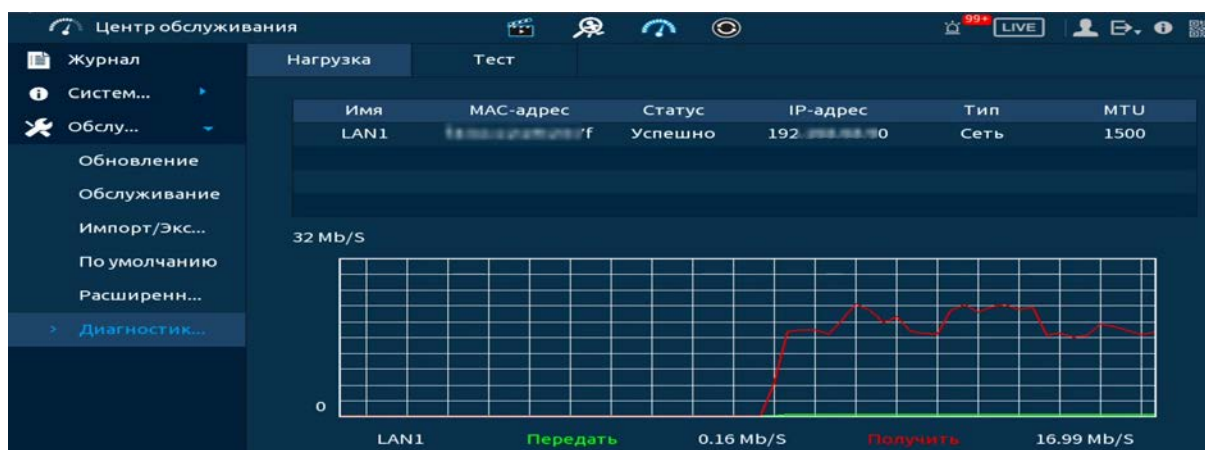 Центр обслуживания 99+ LIVE
Журнал Нагрузка Тест
Систем...
Имя MAC-адрес Статус IP-адрес Тип MTU
Обслу... LAN1 Успешно Сеть 1500
Обновление
Обслуживание
Импорт/Экс...
32 Mb/S
По умолчанию
Расширенн...
Диагностик...
0
LAN1 Передать 0.16 Mb/S Получить 16.99 Mb/S